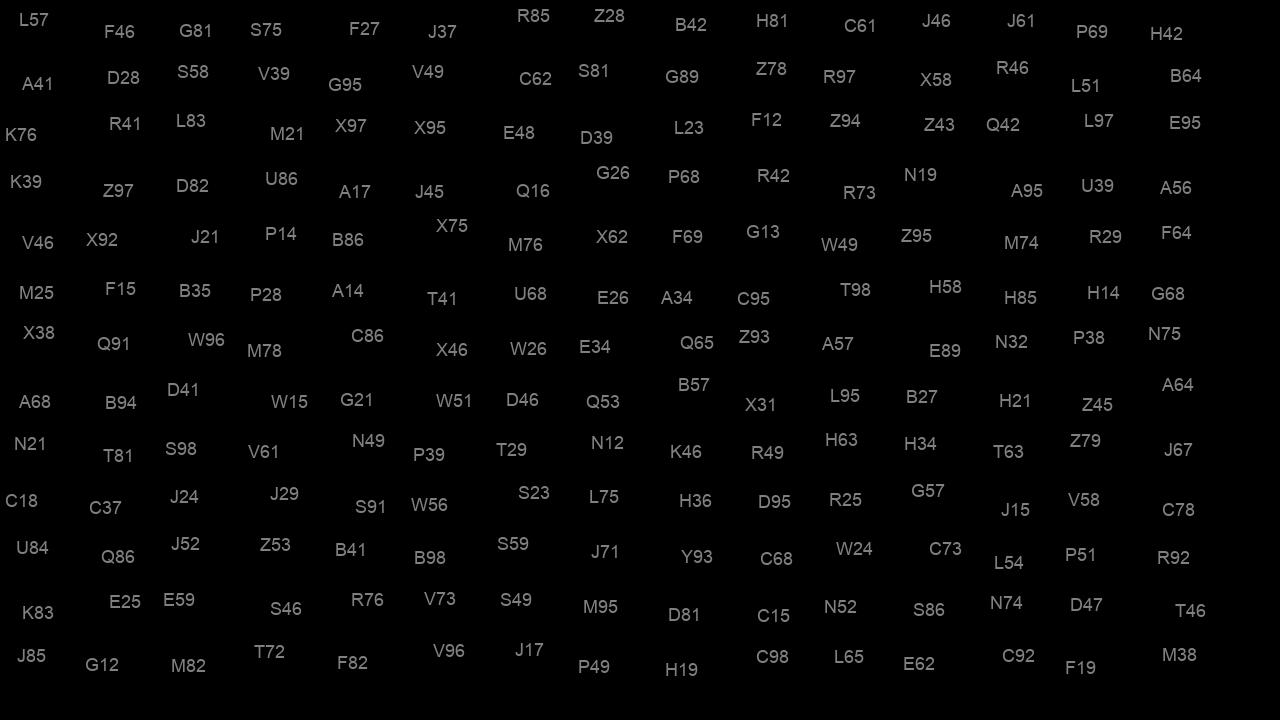 L57 F46 G81 S75 F27 J37 R85 Z28 B42 H81 C61 J46 J61 P69 H42
A41 D28 S58 V39 G95 V49 C62 S81 G89 Z78 R97 X58 R46 L51 B64
K76 R41 L83 M21 X97 X95 E48 D39 L23 F12 Z94 Z43 Q42 L97 E95
K39 Z97 D82 U86 A17 J45 Q16 G26 P68 R42 R73 N19 A95 U39 A56
V46 X92 J21 P14 B86 X75 M76 X62 F69 G13 W49 Z95 M74 R29 F64
M25 F15 B35 P28 A14 T41 U68 E26 A34 C95 T98 H58 H85 H14 G68
X38 Q91 W96 M78 C86 X46 W26 E34 Q65 Z93 A57 E89 N32 P38 N75
A68 B94 D41 W15 G21 W51 D46 Q53 B57 X31 L95 B27 H21 Z45 A64
N21 T81 S98 V61 N49 P39 T29 N12 K46 R49 H63 H34 T63 Z79 J67
C18 C37 J24 J29 S91 W56 S23 L75 H36 D95 R25 G57 J15 V58 C78
U84 Q86 J52 Z53 B41 B98 S59 J71 Y93 C68 W24 C73 L54 P51 R92
K83 E25 E59 S46 R76 V73 S49 M95 D81 C15 N52 S86 N74 D47 T46
J85 G12 M82 T72 F82 V96 J17 P49 H19 C98 L65 E62 C92 F19 M38